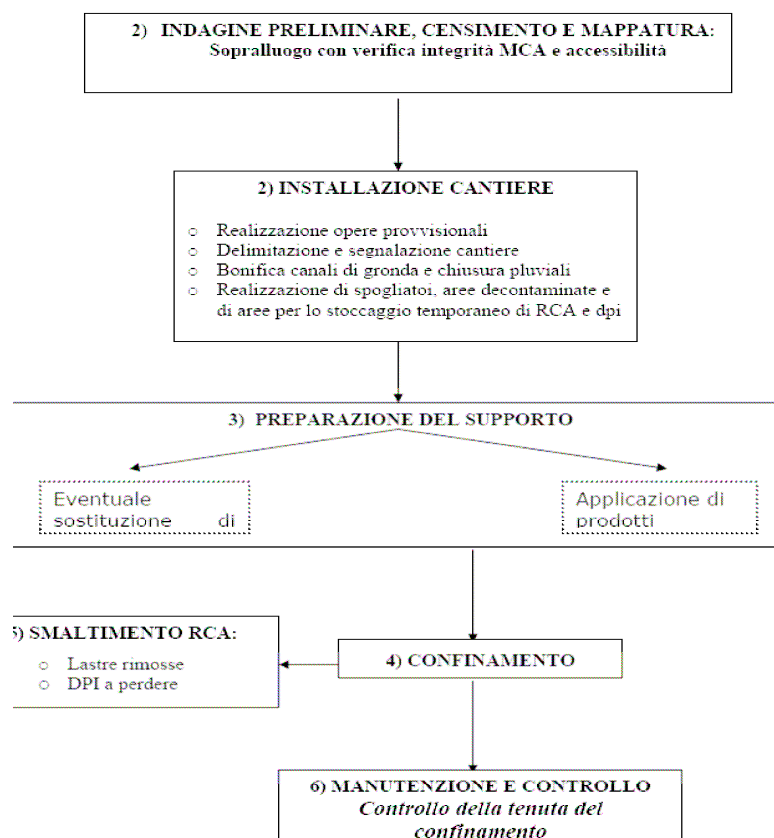 2) INDAGINE PRELIMINARE, CENSIMENTO E MAPPATURA:
Sopralluogo con verifica integrità MCA e accessibilità
2) INSTALLAZIONE CANTIERE
o Realizzazione opere provvisionali
o Delimitazione e segnalazione cantiere
o Bonifica canali di gronda e chiusura pluviali
o Realizzazione di spogliatoi, aree decontaminate e
di aree per lo stoccaggio temporaneo di RCA e dpi
3) PREPARAZIONE DEL SUPPORTO
Eventuale
sostituzione di
Applicazione di
prodotti
5) SMALTIMENTO RCA:
o Lastre rimosse
o DPI a perdere
4) CONFINAMENTO
6) MANUTENZIONE E CONTROLLO
Controllo della tenuta del
confinamento